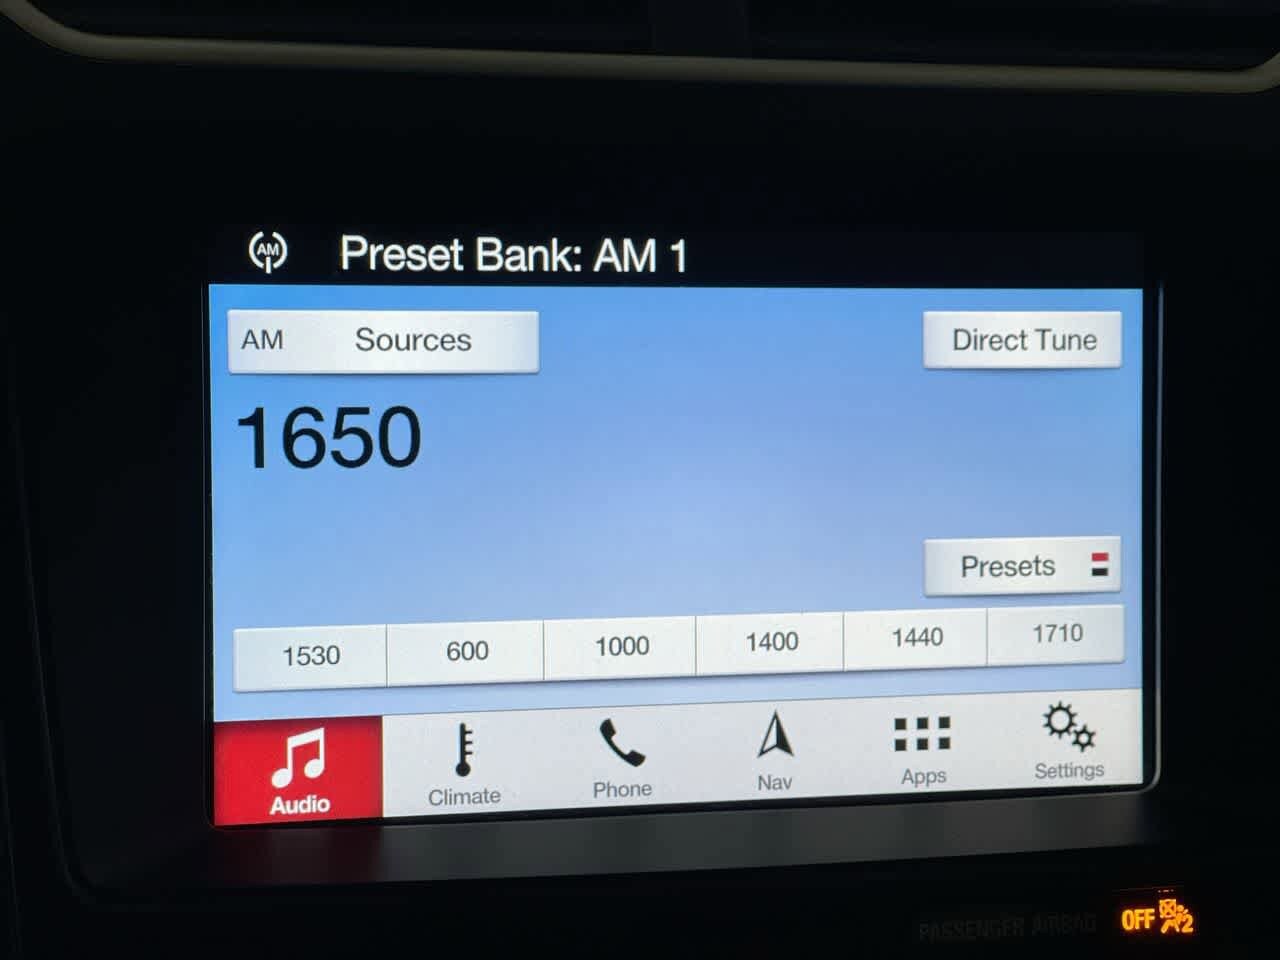 AM Preset Bank: AM 1
AM Sources Direct Tune
1650
Presets
1530 600 1000 1400 1440 1710
Audio Climate Phone Nav Apps Settings
PASSENGER AIRBAG OFF 2